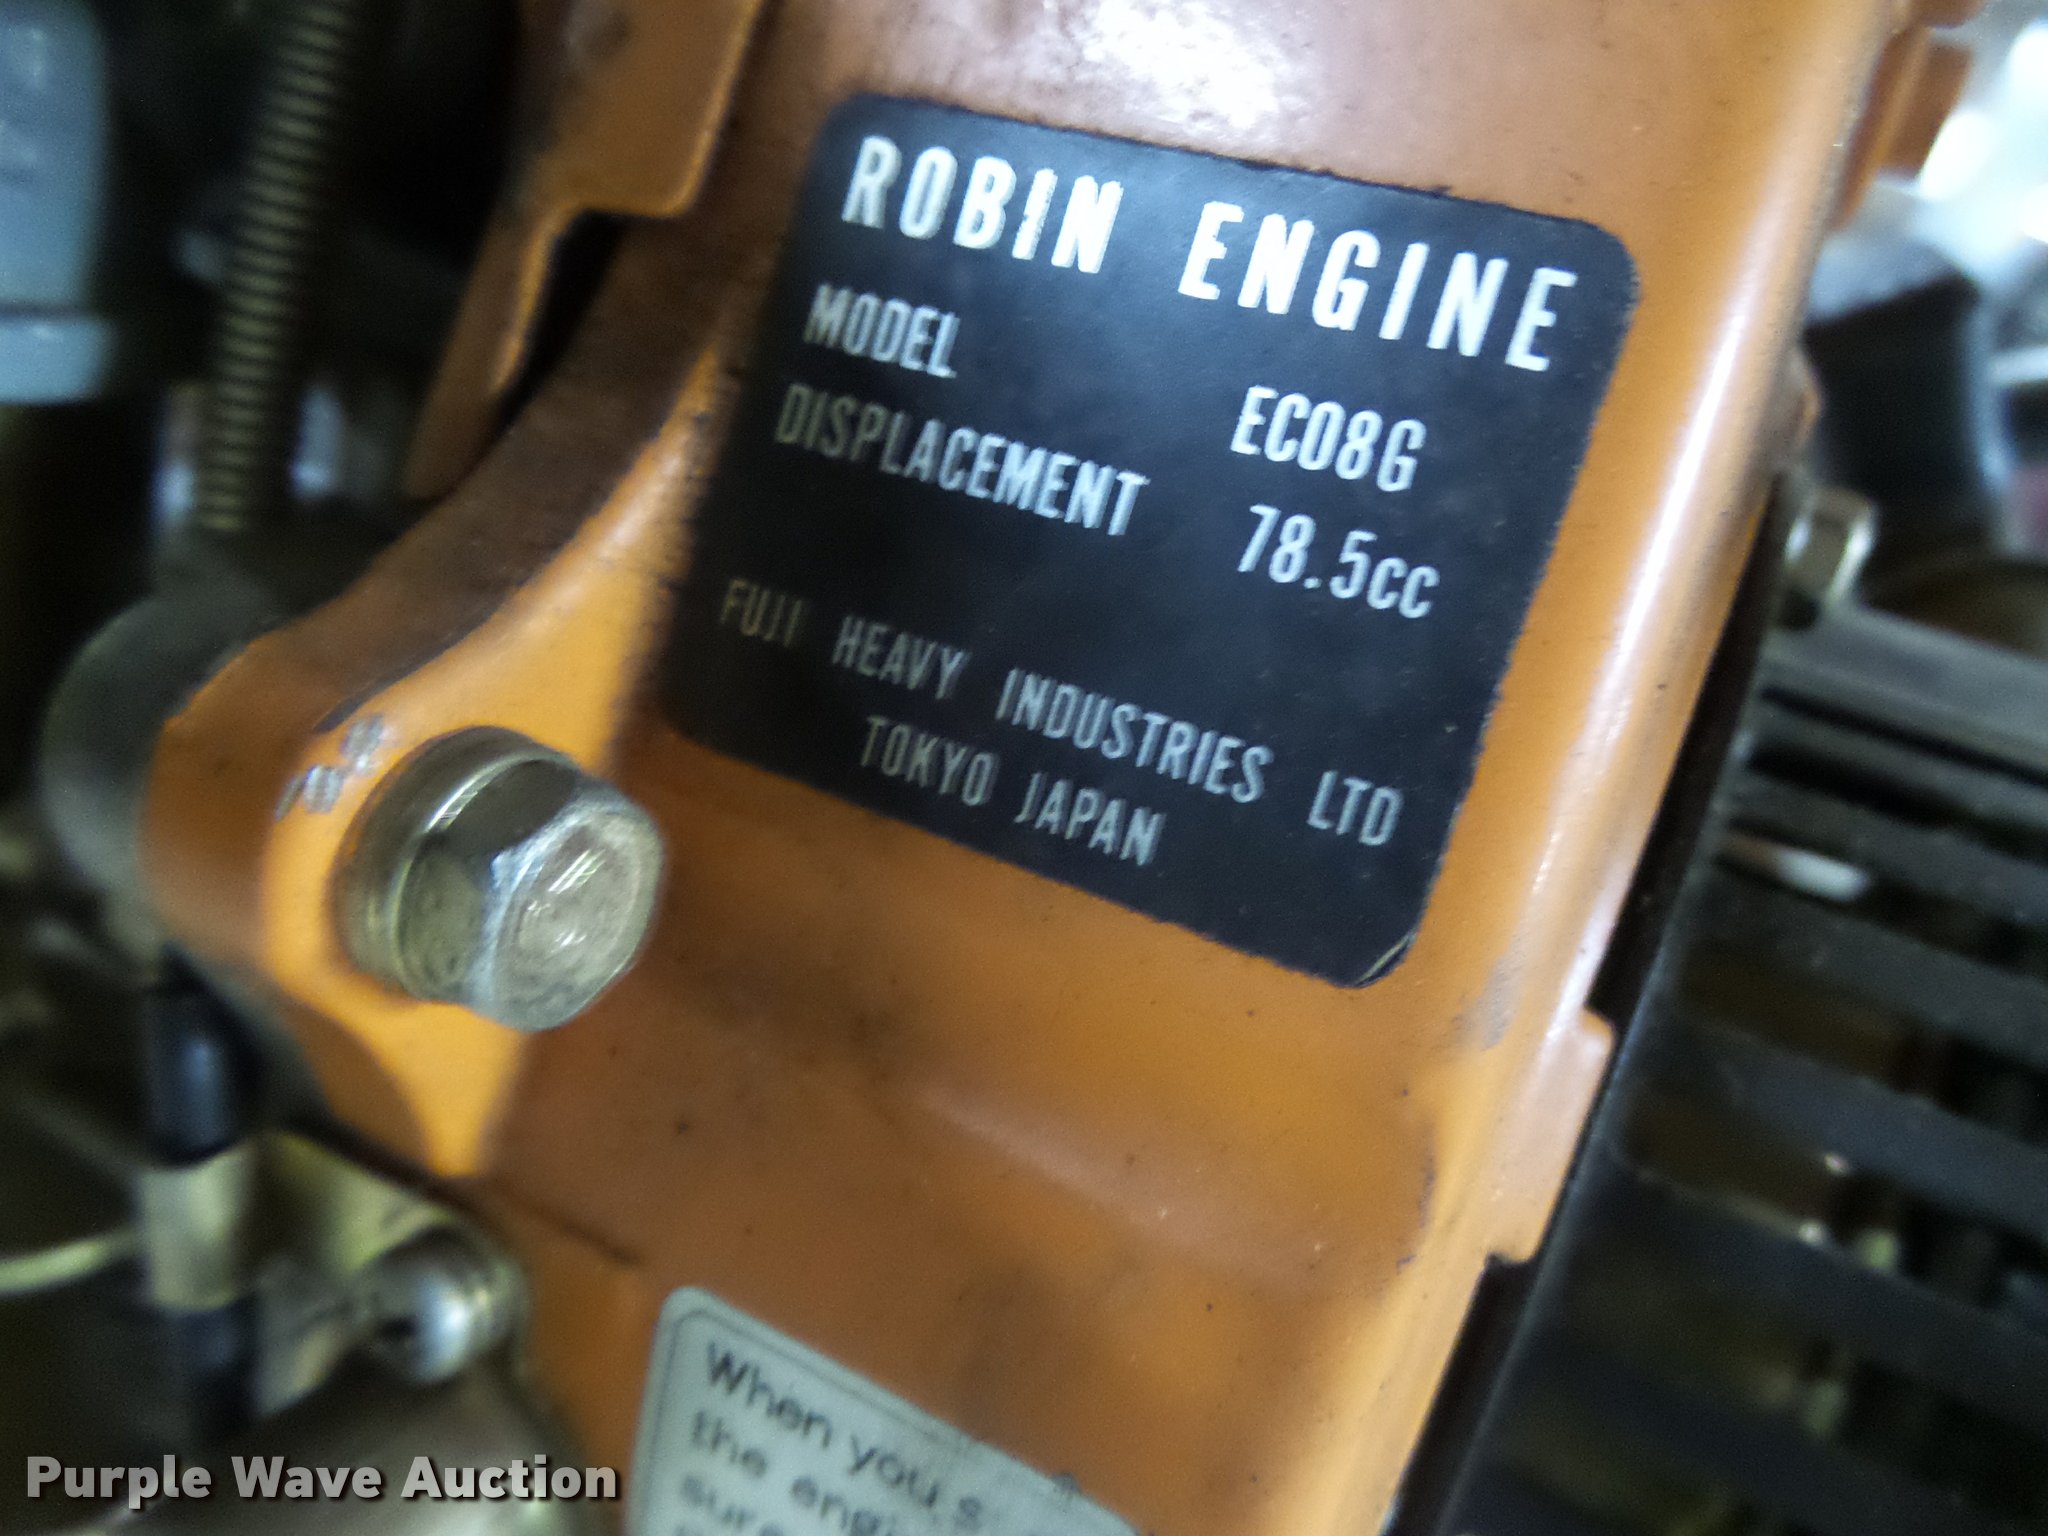 ROBIN ENGINE
MODEL EC08G
DISPLACEMENT 78.5cc
FUJI HEAVY INDUSTRIES LTD
TOKYO JAPAN
When you s
the engi
sure
Purple Wave Auction